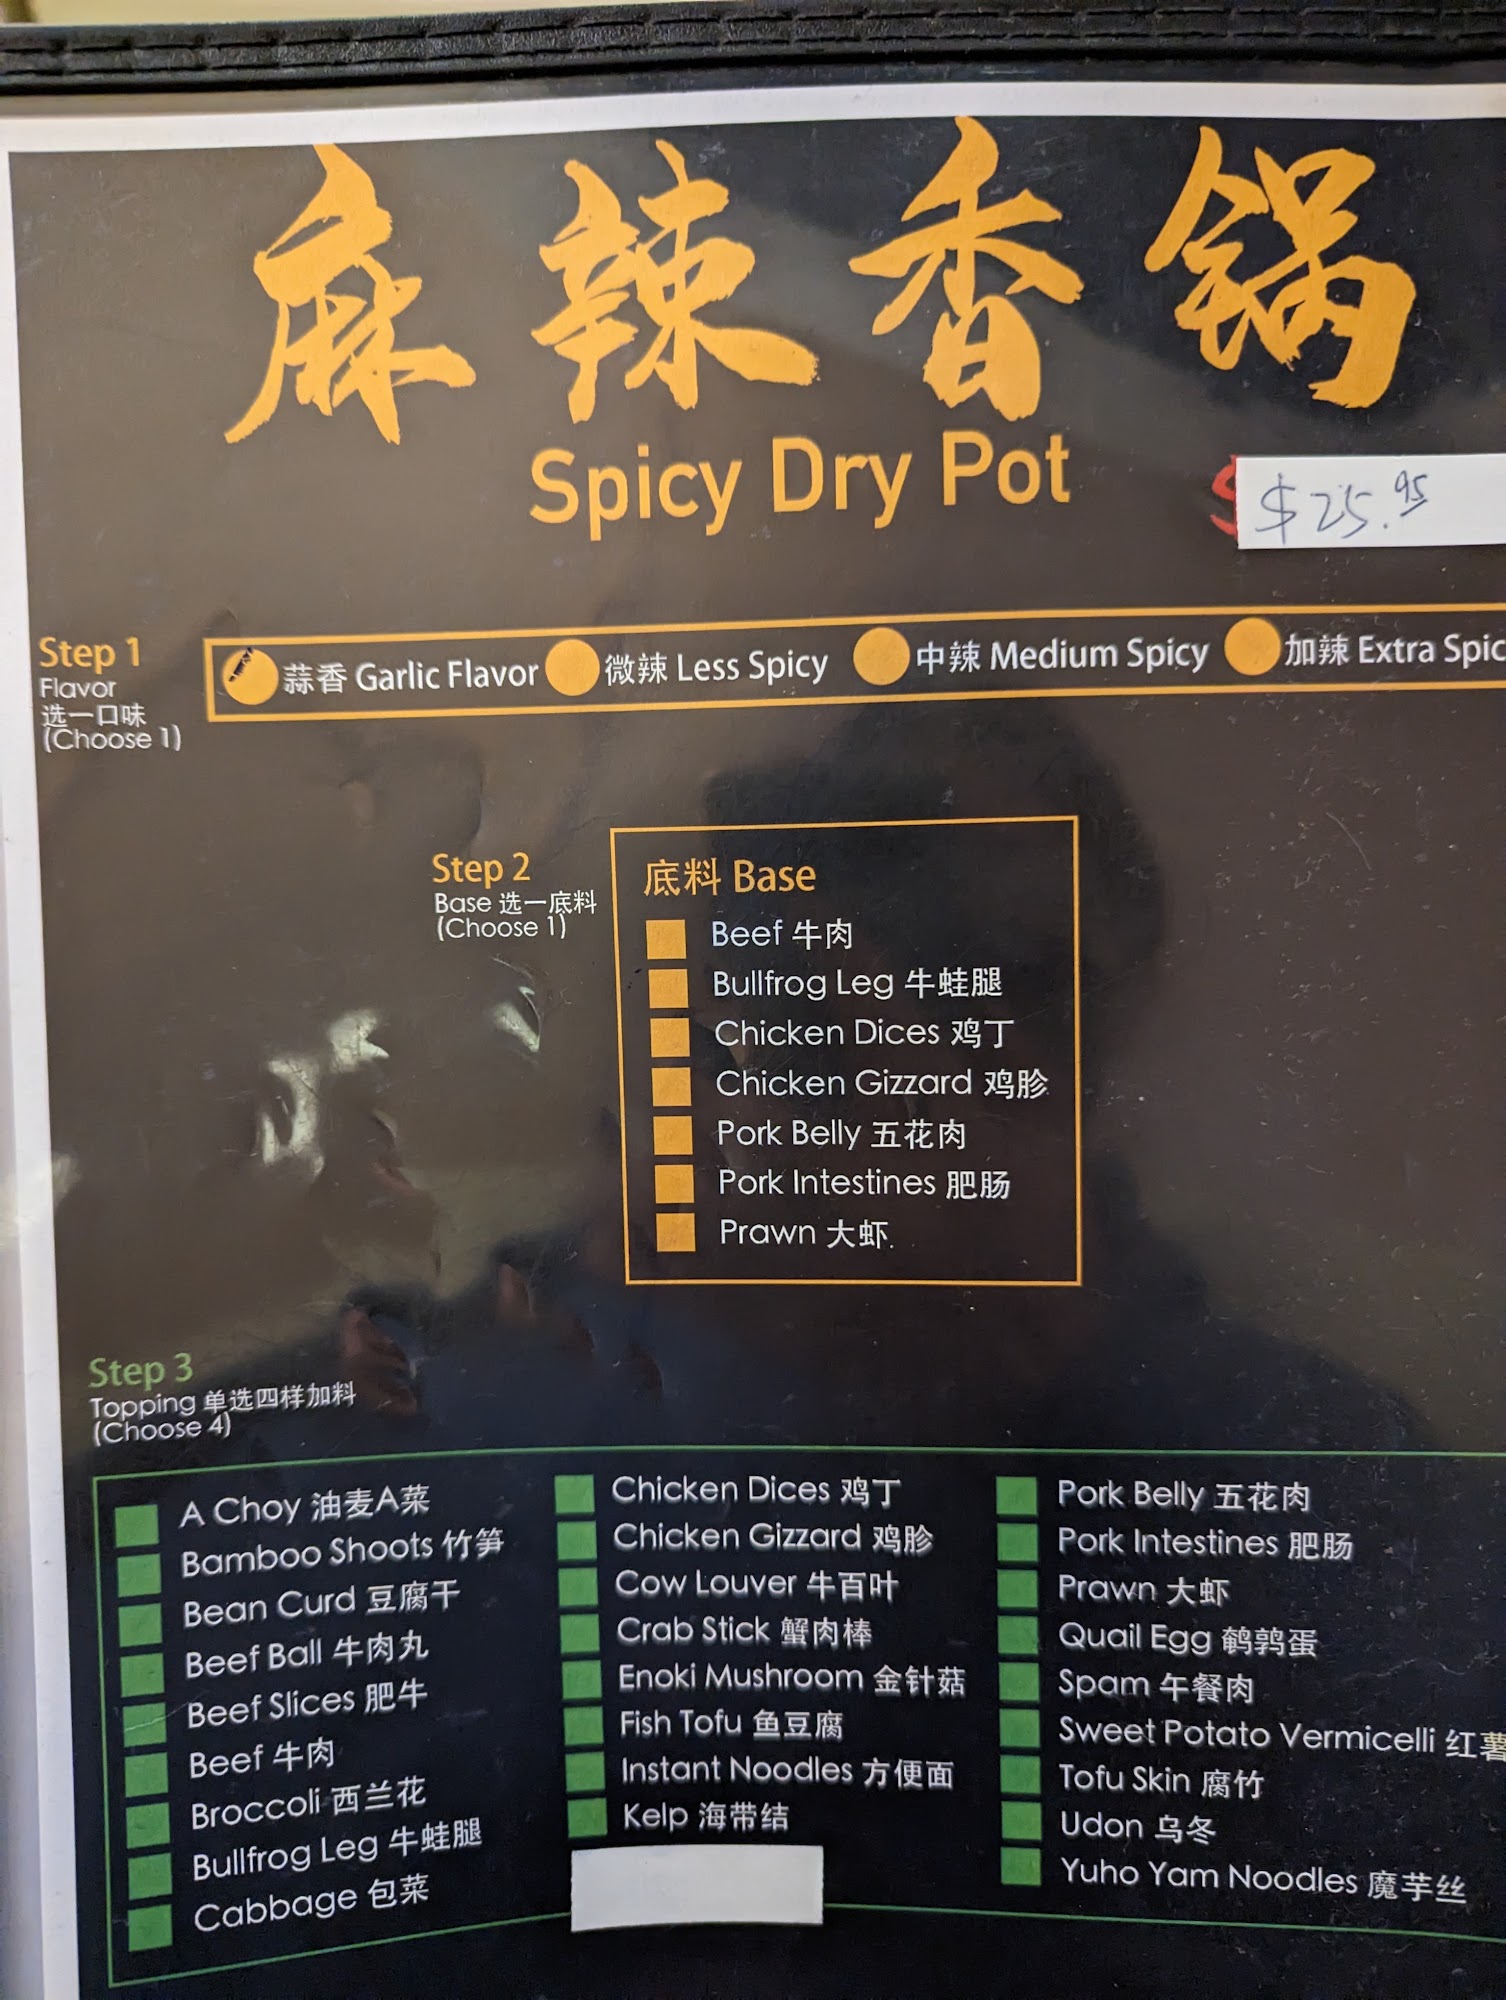 麻辣香锅
Spicy Dry Pot
$25.95
Step 1
Flavor
选一口味
(Choose 1)
蒜香 Garlic Flavor
微辣 Less Spicy
中辣 Medium Spicy
加辣 Extra Spic
Step 2
Base 选一底料
(Choose 1)
底料 Base
Beef 牛肉
Bullfrog Leg 牛蛙腿
Chicken Dices 鸡丁
Chicken Gizzard 鸡胗
Pork Belly 五花肉
Pork Intestines 肥肠
Prawn 大虾
Step 3
Topping 单选四样加料
(Choose 4)
A Choy 油麦A菜
Bamboo Shoots 竹笋
Bean Curd 豆腐干
Beef Ball 牛肉丸
Beef Slices 肥牛
Beef 牛肉
Broccoli 西兰花
Bullfrog Leg 牛蛙腿
Cabbage 包菜
Chicken Dices 鸡丁
Chicken Gizzard 鸡胗
Cow Louver 牛百叶
Crab Stick 蟹肉棒
Enoki Mushroom 金针菇
Fish Tofu 鱼豆腐
Instant Noodles 方便面
Kelp 海带结
Pork Belly 五花肉
Pork Intestines 肥肠
Prawn 大虾
Quail Egg 鹌鹑蛋
Spam 午餐肉
Sweet Potato Vermicelli 红薯
Tofu Skin 腐竹
Udon 乌冬
Yuho Yam Noodles 魔芋丝